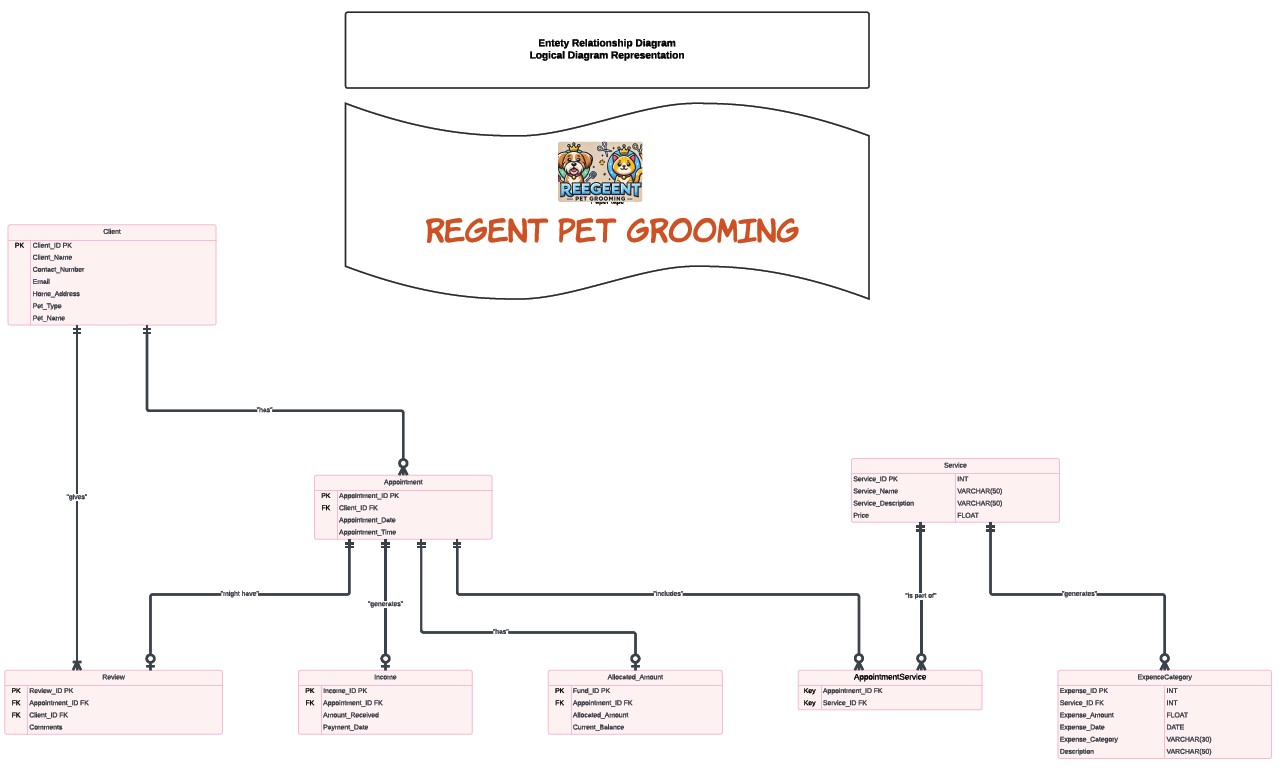 Entety Relationship Diagram
Logical Diagram Representation
REEGEENT
PET GROOMING
REGENT PET GROOMING
Client
PK Client_ID PK
Client_Name
Contact_Number
Email
Home_Address
Pet_Type
Pet_Name
"has"
"gives"
Appointment
PK Appointment_ID PK
FK Client_ID FK
Appointment_Date
Appointment_Time
Service
Service_ID PK INT
Service_Name VARCHAR(50)
Service_Description VARCHAR(50)
Price FLOAT
"might have"
"generates"
"has"
"includes"
"is part of"
"generates"
Review
PK Review_ID PK
FK Appointment_ID FK
FK Client_ID FK
Comments
Income
PK Income_ID PK
FK Appointment_ID FK
Amount_Received
Payment_Date
Allocated_Amount
PK Fund_ID PK
FK Appointment_ID FK
Allocated_Amount
Current_Balance
AppointmentService
Key Appointment_ID FK
Key Service_ID FK
ExpenceCategory
Expense_ID PK INT
Service_ID FK INT
Expense_Amount FLOAT
Expense_Date DATE
Expense_Category VARCHAR(30)
Description VARCHAR(50)